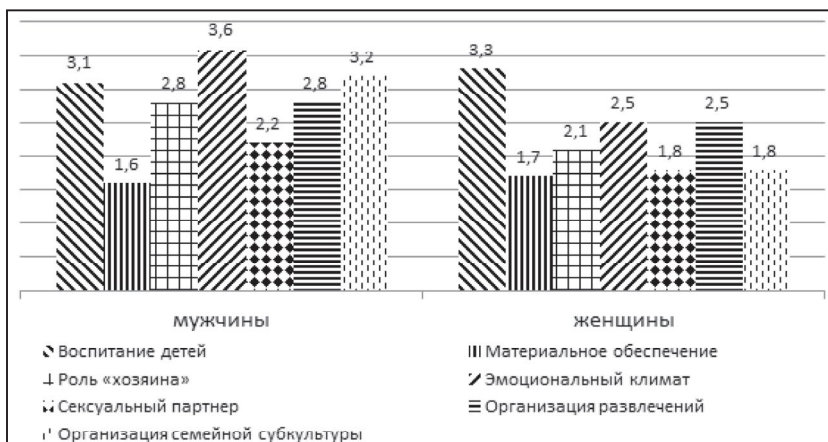 3,6
3,1 3,2 3,3
2,8 2,8
2,2 2,5 2,5
1,6 1,7 2,1 1,8 1,8
мужчины женщины
Воспитание детей Материальное обеспечение
Роль «хозяина» Эмоциональный климат
Сексуальный партнер Организация развлечений
Организация семейной субкультуры